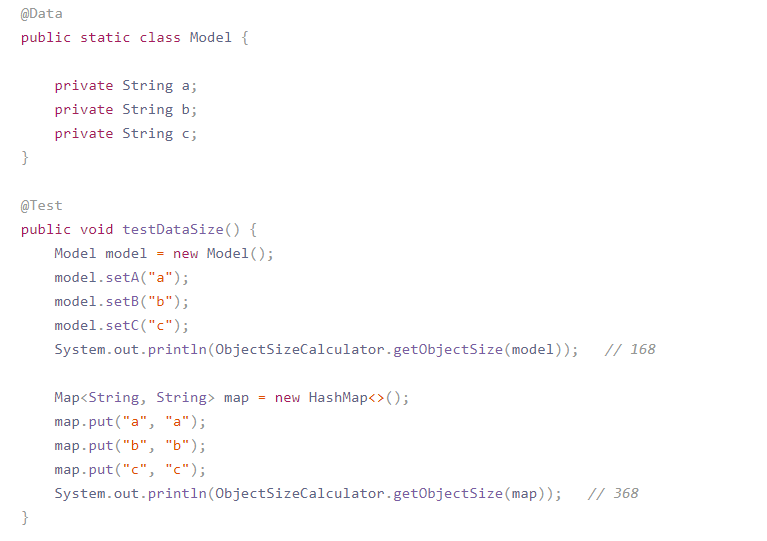 @Data
public static class Model {
    private String a;
    private String b;
    private String c;
}
@Test
public void testDataSize() {
    Model model = new Model();
    model.setA("a");
    model.setB("b");
    model.setC("c");
    System.out.println(ObjectSizeCalculator.getObjectSize(model));   // 168
    Map<String, String> map = new HashMap<>();
    map.put("a", "a");
    map.put("b", "b");
    map.put("c", "c");
    System.out.println(ObjectSizeCalculator.getObjectSize(map));   // 368
}